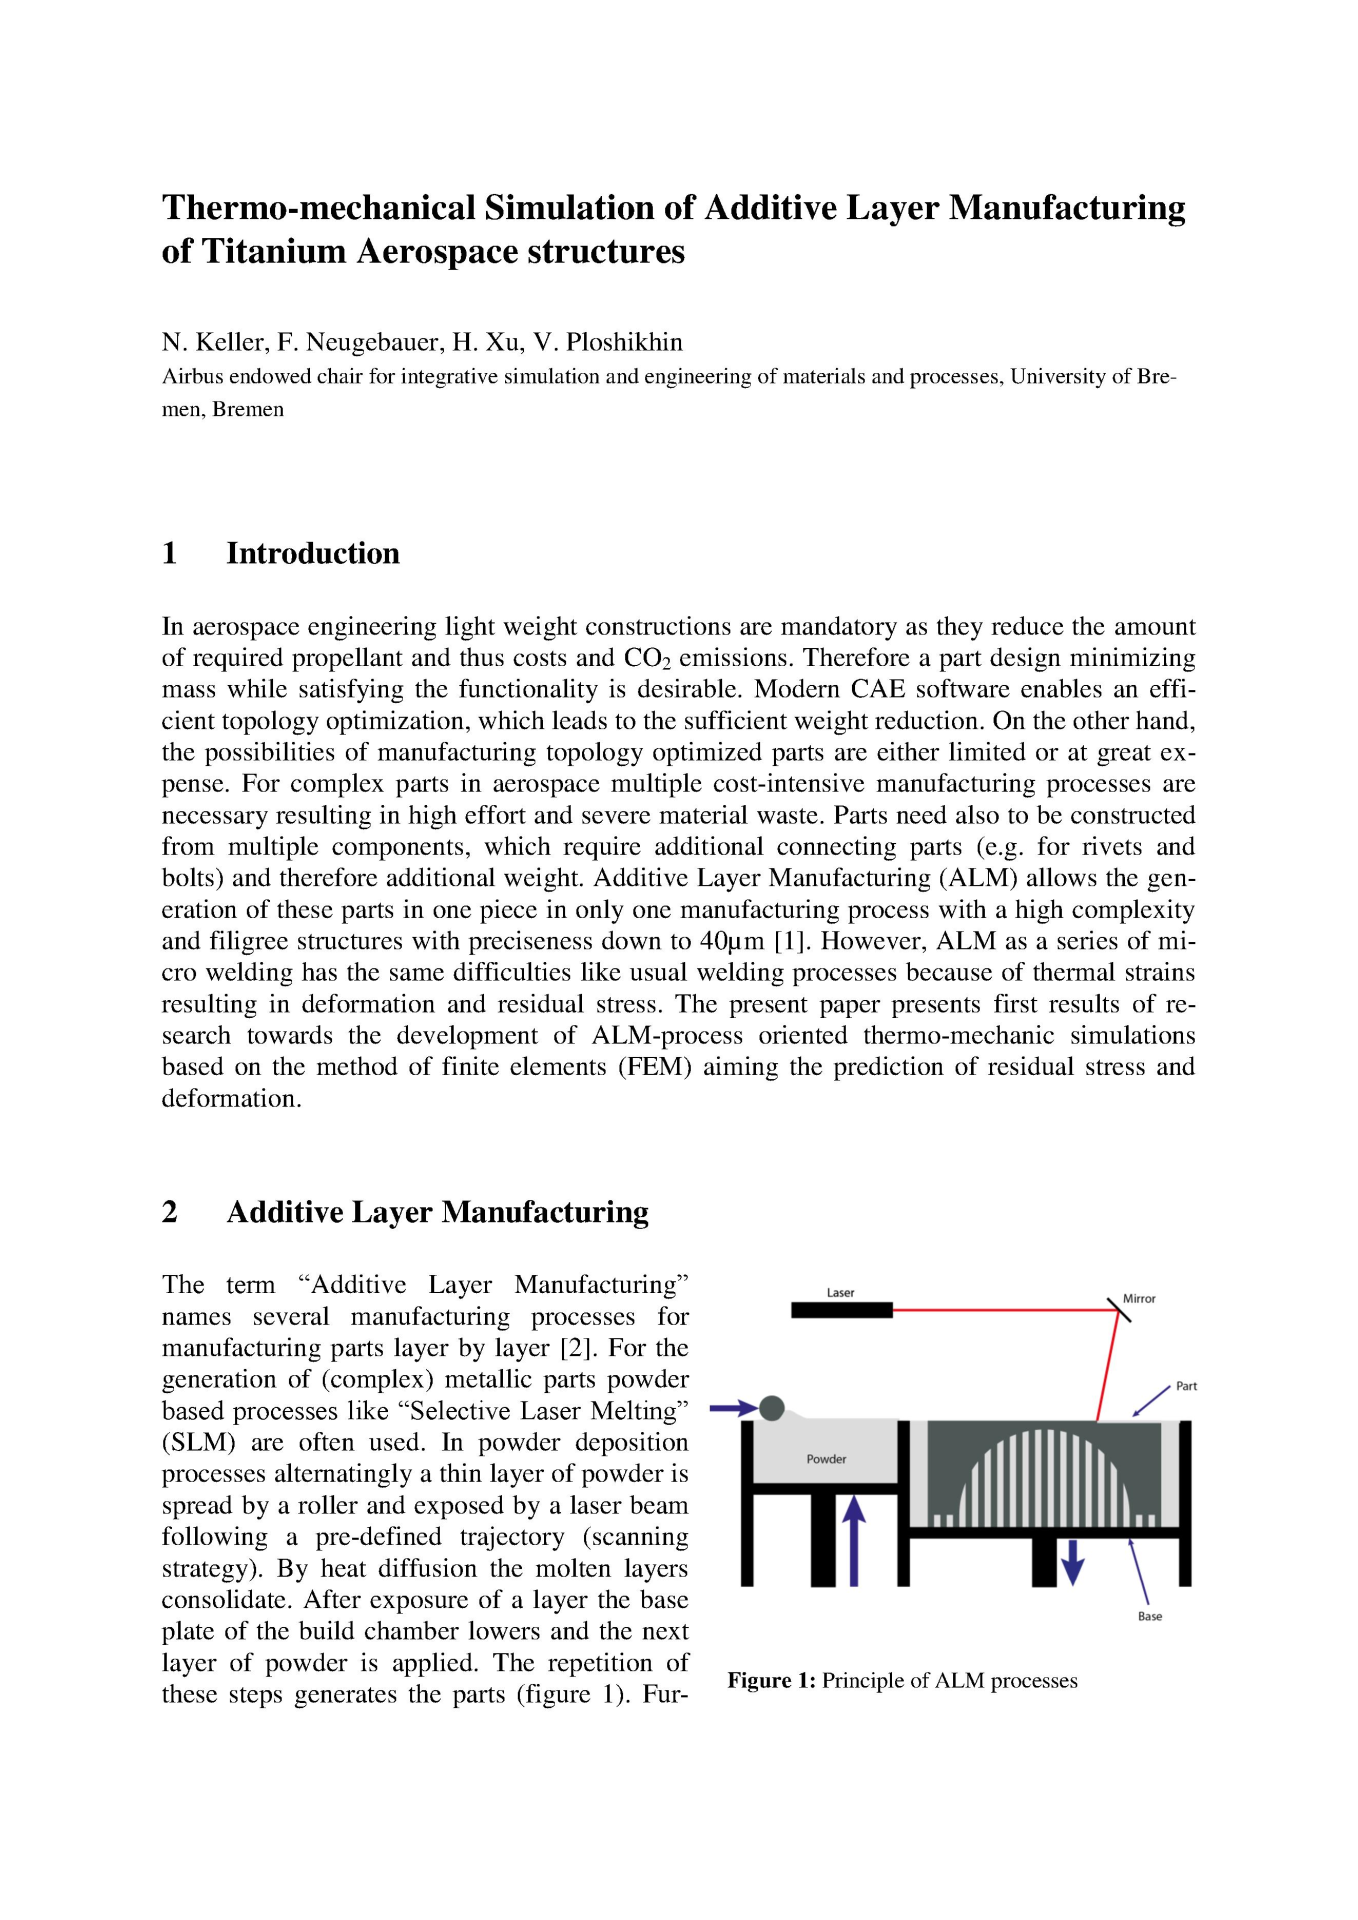 Thermo-mechanical Simulation of Additive Layer Manufacturing
of Titanium Aerospace structures
N. Keller, F. Neugebauer, H. Xu, V. Ploshikhin
Airbus endowed chair for integrative simulation and engineering of materials and processes, University of Bre-
men, Bremen
1 Introduction
In aerospace engineering light weight constructions are mandatory as they reduce the amount
of required propellant and thus costs and CO₂ emissions. Therefore a part design minimizing
mass while satisfying the functionality is desirable. Modern CAE software enables an effi-
cient topology optimization, which leads to the sufficient weight reduction. On the other hand,
the possibilities of manufacturing topology optimized parts are either limited or at great ex-
pense. For complex parts in aerospace multiple cost-intensive manufacturing processes are
necessary resulting in high effort and severe material waste. Parts need also to be constructed
from multiple components, which require additional connecting parts (e.g. for rivets and
bolts) and therefore additional weight. Additive Layer Manufacturing (ALM) allows the gen-
eration of these parts in one piece in only one manufacturing process with a high complexity
and filigree structures with preciseness down to 40μm [1]. However, ALM as a series of mi-
cro welding has the same difficulties like usual welding processes because of thermal strains
resulting in deformation and residual stress. The present paper presents first results of re-
search towards the development of ALM-process oriented thermo-mechanic simulations
based on the method of finite elements (FEM) aiming the prediction of residual stress and
deformation.
2 Additive Layer Manufacturing
The term “Additive Layer Manufacturing”
names several manufacturing processes for
manufacturing parts layer by layer [2]. For the
generation of (complex) metallic parts powder
based processes like “Selective Laser Melting”
(SLM) are often used. In powder deposition
processes alternatingly a thin layer of powder is
spread by a roller and exposed by a laser beam
following a pre-defined trajectory (scanning
strategy). By heat diffusion the molten layers
consolidate. After exposure of a layer the base
plate of the build chamber lowers and the next
layer of powder is applied. The repetition of
these steps generates the parts (figure 1). Fur-
Laser
Mirror
Part
Powder
Base
Figure 1: Principle of ALM processes